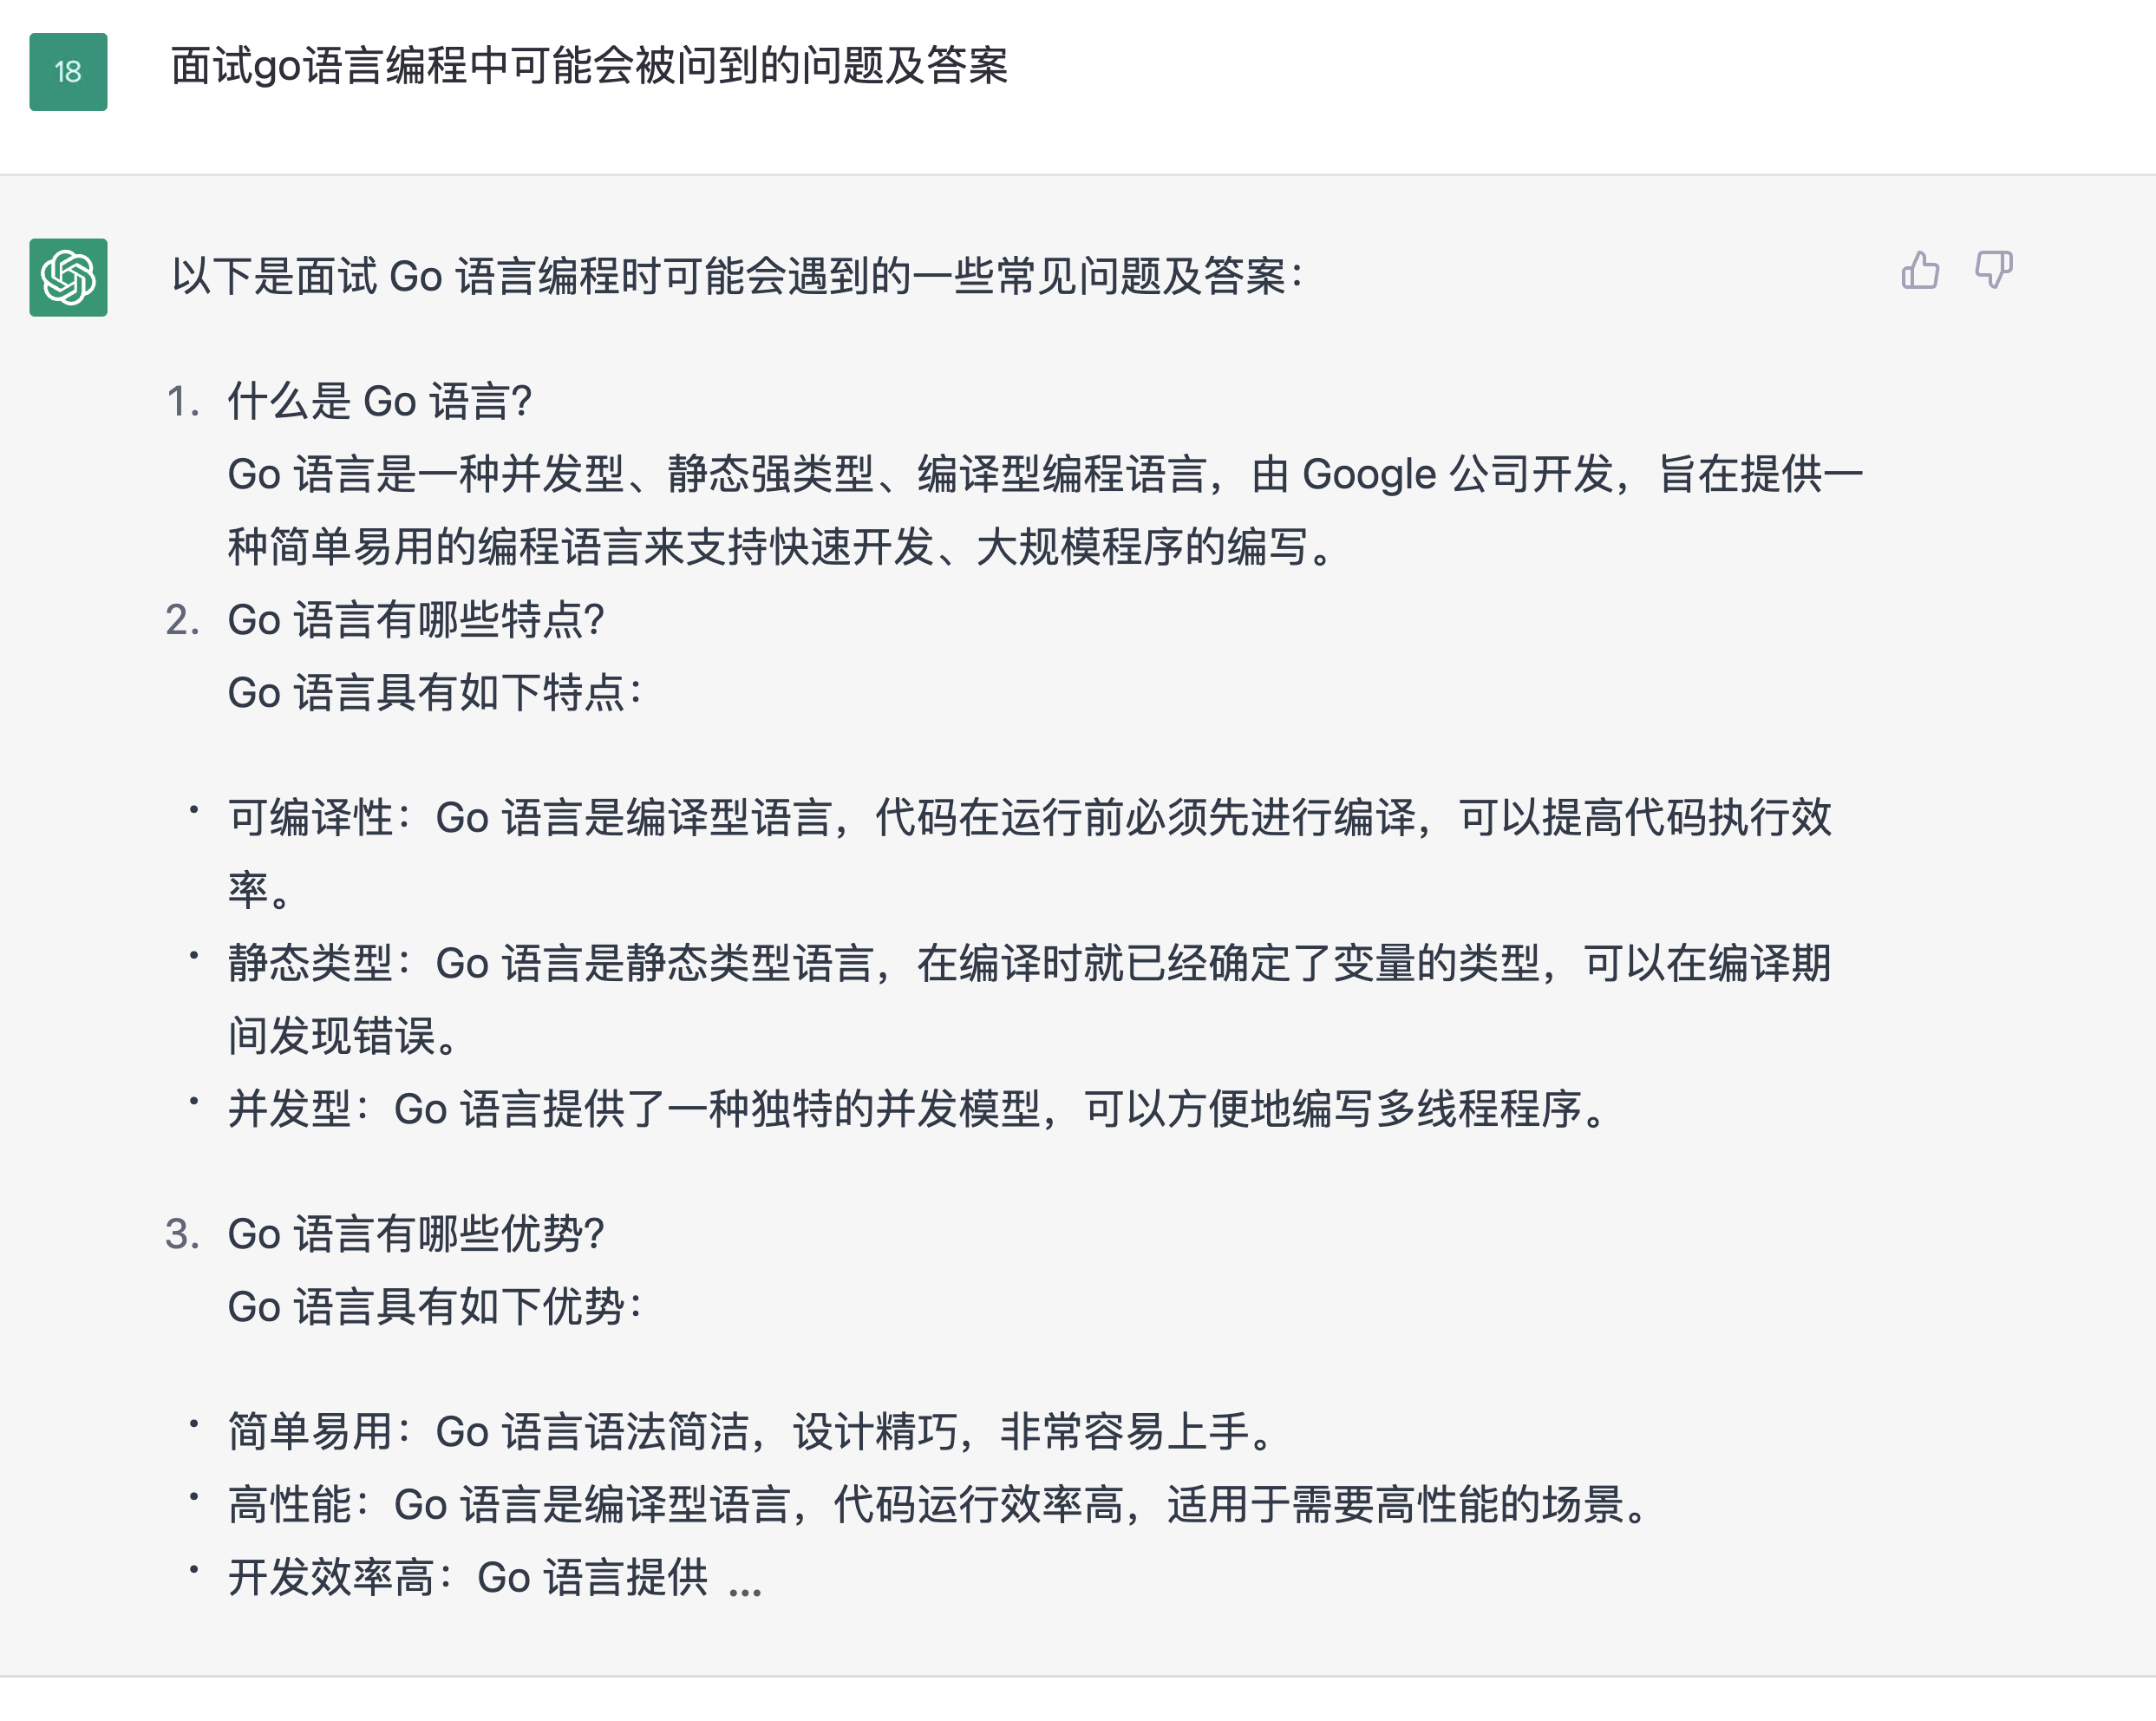 18
面试go语言编程中可能会被问到的问题及答案
以下是面试 Go 语言编程时可能会遇到的一些常见问题及答案：
1. 什么是 Go 语言？
Go 语言是一种并发型、静态强类型、编译型编程语言，由 Google 公司开发，旨在提供一
种简单易用的编程语言来支持快速开发、大规模程序的编写。
2. Go 语言有哪些特点？
Go 语言具有如下特点：
• 可编译性：Go 语言是编译型语言，代码在运行前必须先进行编译，可以提高代码执行效
率。
• 静态类型：Go 语言是静态类型语言，在编译时就已经确定了变量的类型，可以在编译期
间发现错误。
• 并发型：Go 语言提供了一种独特的并发模型，可以方便地编写多线程程序。
3. Go 语言有哪些优势？
Go 语言具有如下优势：
• 简单易用：Go 语言语法简洁，设计精巧，非常容易上手。
• 高性能：Go 语言是编译型语言，代码运行效率高，适用于需要高性能的场景。
• 开发效率高：Go 语言提供 ...